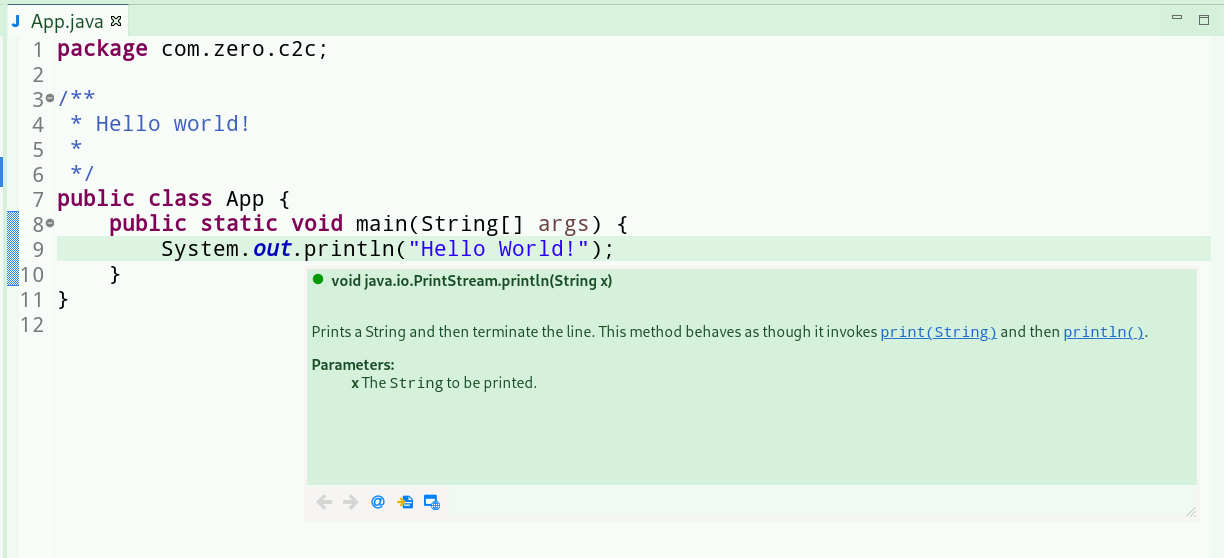 J App.java
1 package com.zero.c2c;
2
3 /**
4  * Hello world!
5  *
6  */
7 public class App {
8     public static void main(String[] args) {
9         System.out.println("Hello World!");
10     }
11 }
12
void java.io.PrintStream.println(String x)
Prints a String and then terminate the line. This method behaves as though it invokes print(String) and then println().
Parameters:
x The String to be printed.
@